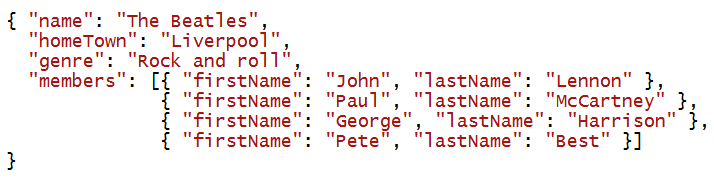 { "name": "The Beatles",
"homeTown": "Liverpool",
"genre": "Rock and roll",
"members": [{ "firstName": "John", "lastName": "Lennon" },
{ "firstName": "Paul", "lastName": "McCartney" },
{ "firstName": "George", "lastName": "Harrison" },
{ "firstName": "Pete", "lastName": "Best" }]
}